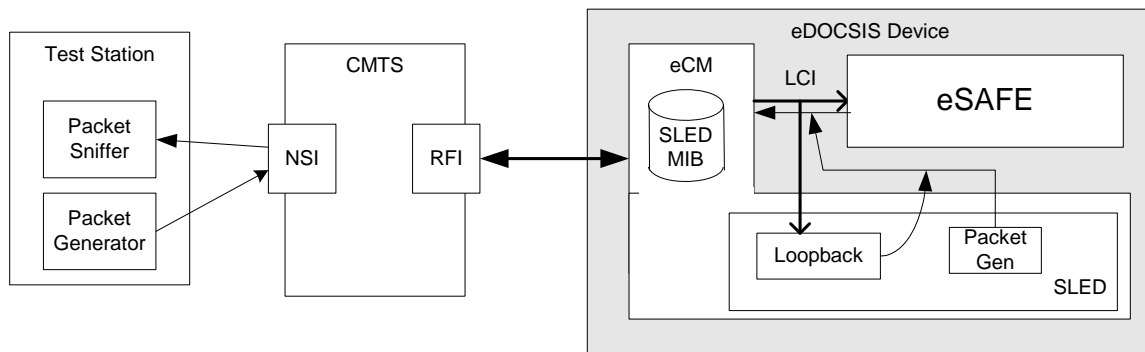 Test Station
Packet
Sniffer
Packet
Generator
CMTS
NSI
RFI
eDOCSIS Device
eCM
SLED
MIB
LCI
eSAFE
Loopback
Packet
Gen
SLED